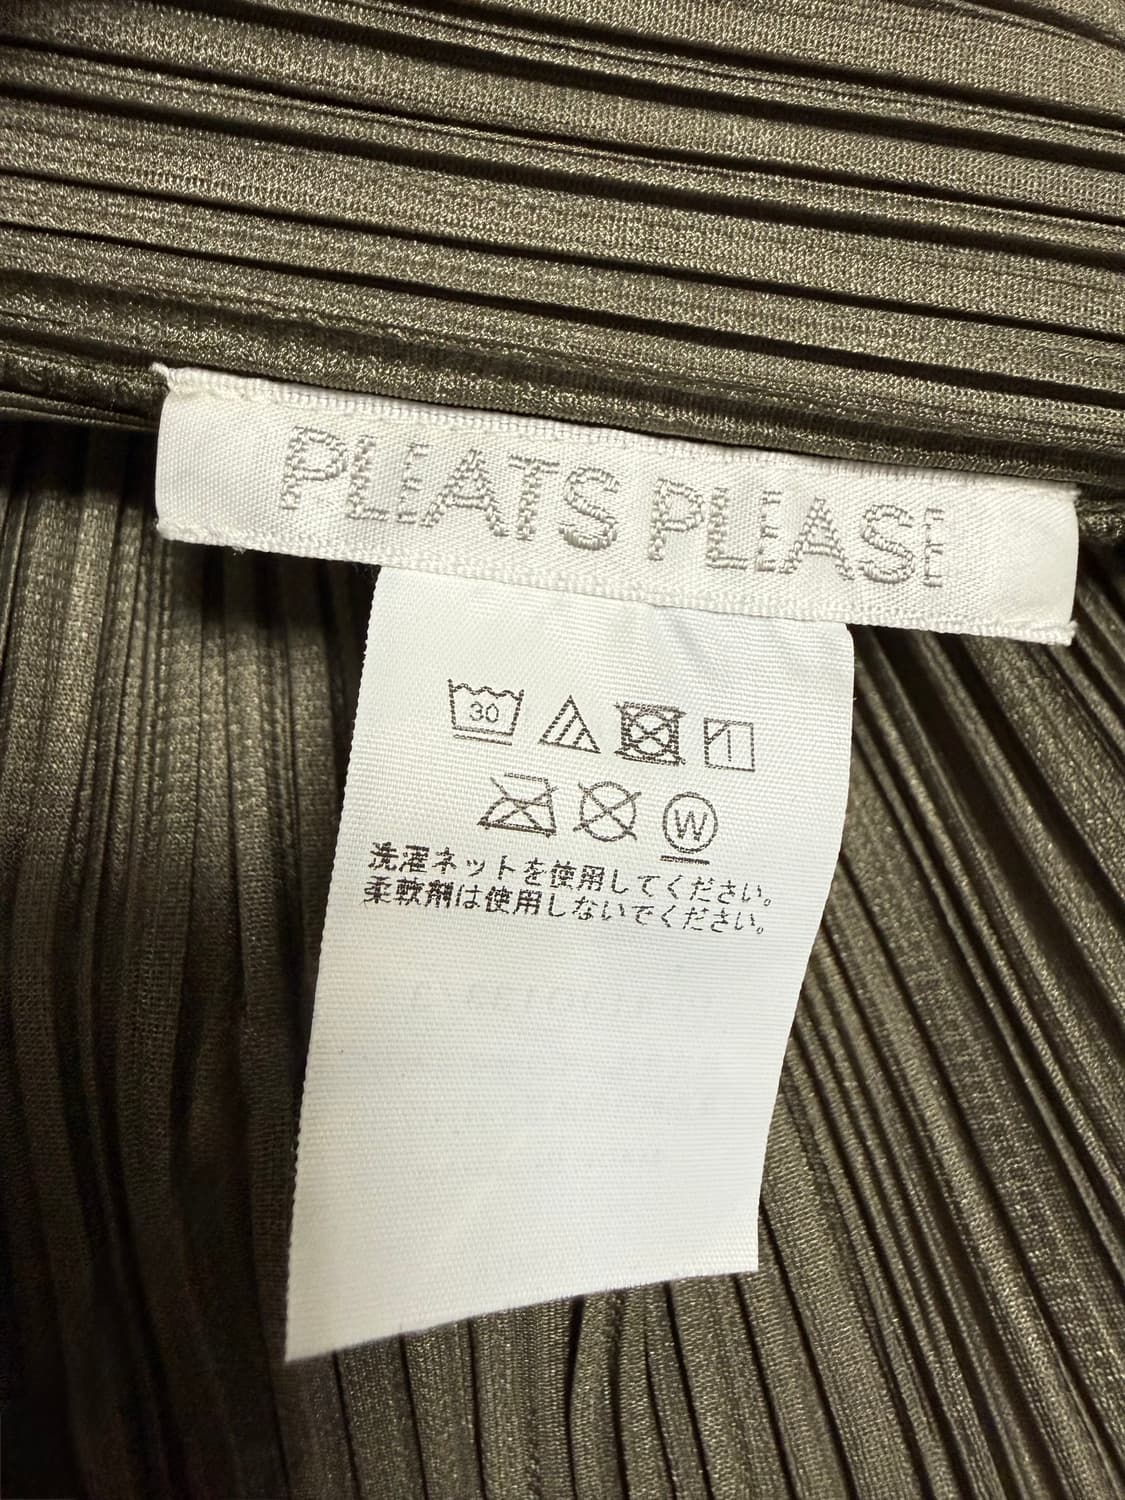 PLEATS PLEASE
30
W
洗濯ネットを使用してください。
柔軟剤は使用しないでください。